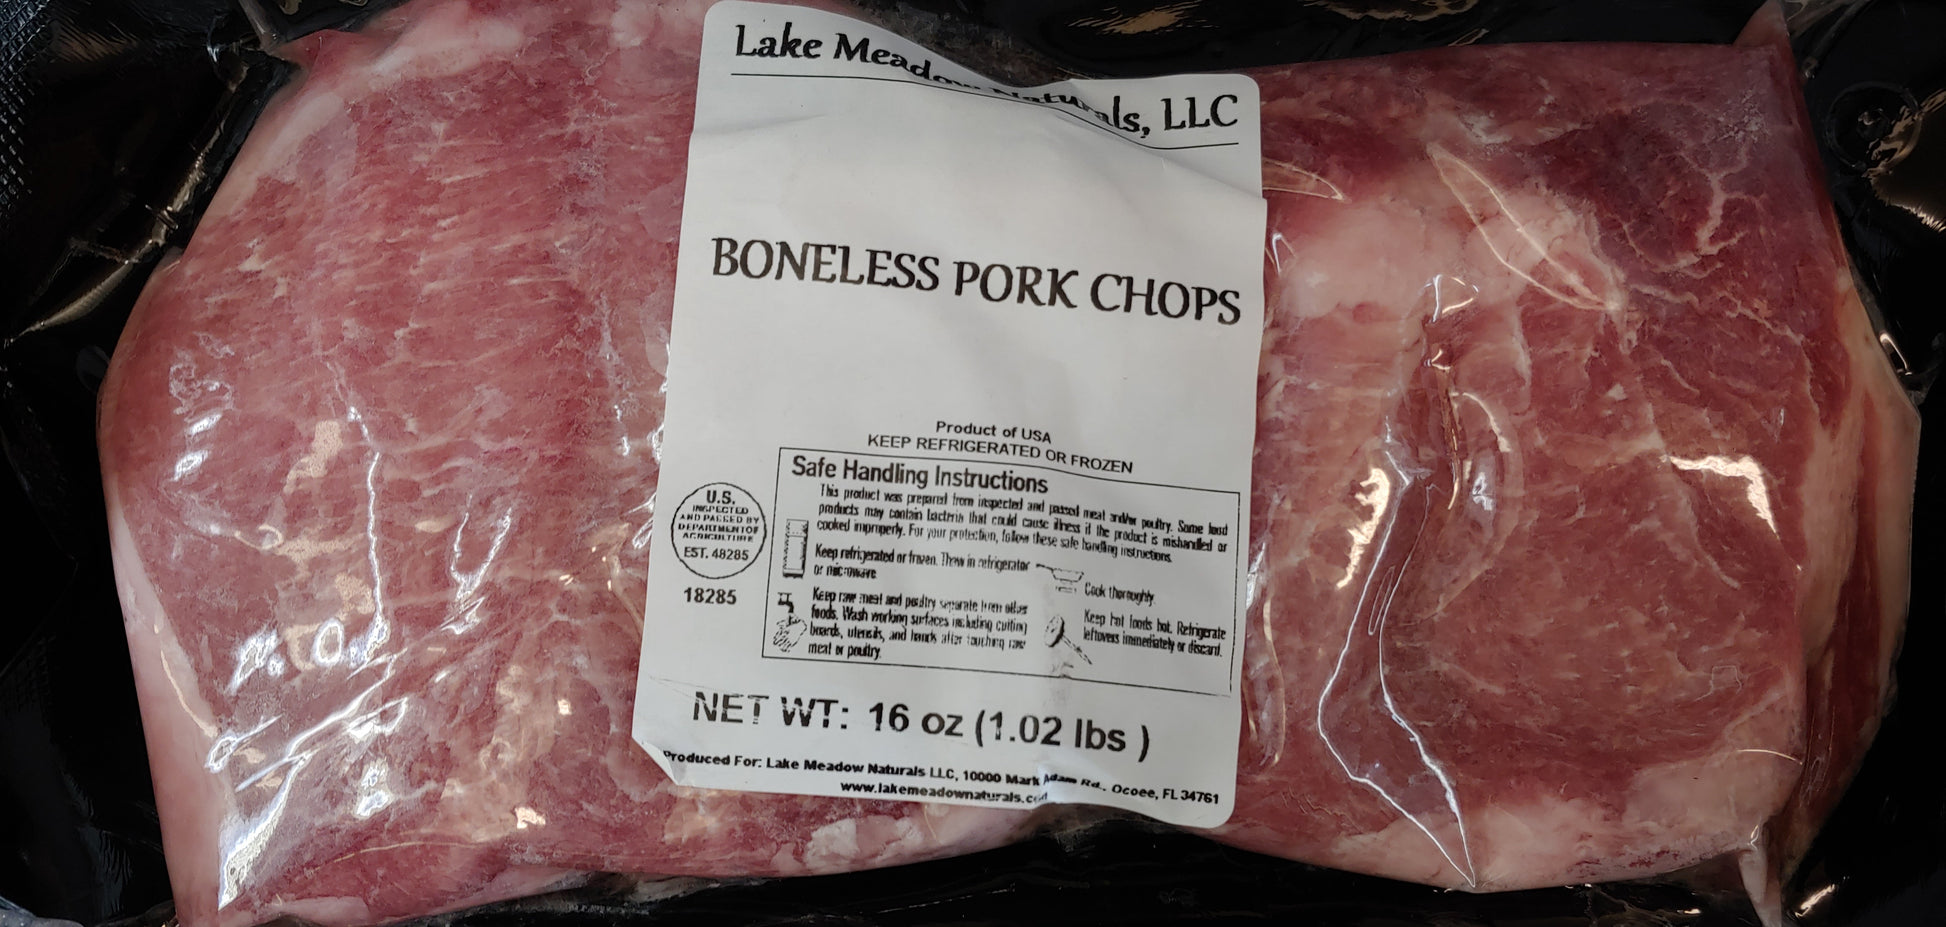 Lake Meadow Naturals, LLC
BONELESS PORK CHOPS
Product of USA
KEEP REFRIGERATED OR FROZEN
Safe Handling Instructions
This product was prepared from inspected and passed meat and/or poultry. Some food
products may contain bacteria that could cause illness if the product is mishandled or
cooked improperly. For your protection, follow these safe handling instructions.
Keep refrigerated or frozen. Thaw in refrigerator
or microwave.
Cook thoroughly.
Keep raw meat and poultry separate from other
foods. Wash working surfaces including cutting
boards, utensils, and hands after touching raw
meat or poultry.
Keep hot foods hot. Refrigerate
leftovers immediately or discard.
U.S.
INSPECTED
AND PASSED BY
DEPARTMENT OF
AGRICULTURE
EST. 48285
18285
NET WT: 16 oz (1.02 lbs )
Produced For: Lake Meadow Naturals LLC, 10000 Mark Adam Rd., Ocoee, FL 34761
www.lakemeadownaturals.com